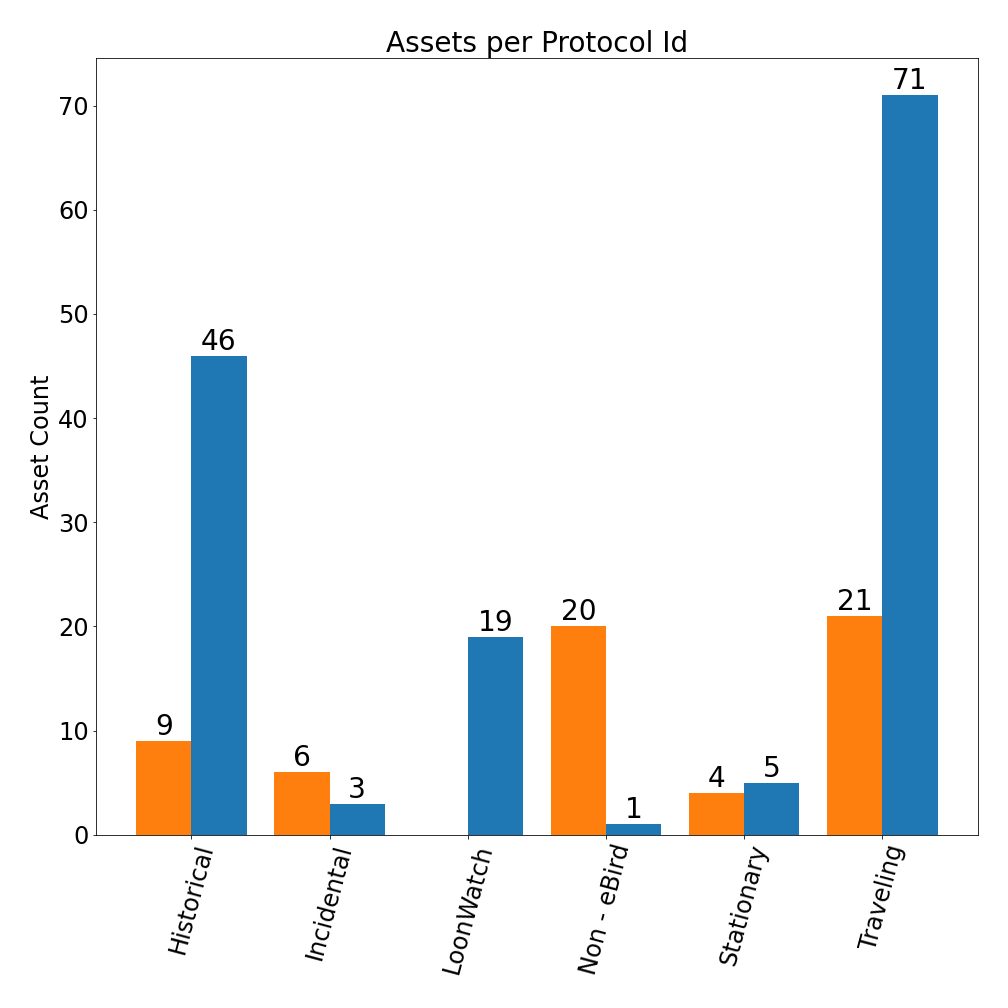 Assets per Protocol Id
Asset Count
70
60
50
40
30
20
10
0
9
46
6
3
19
20
1
4
5
21
71
Historical
Incidental
LoonWatch
Non - eBird
Stationary
Traveling